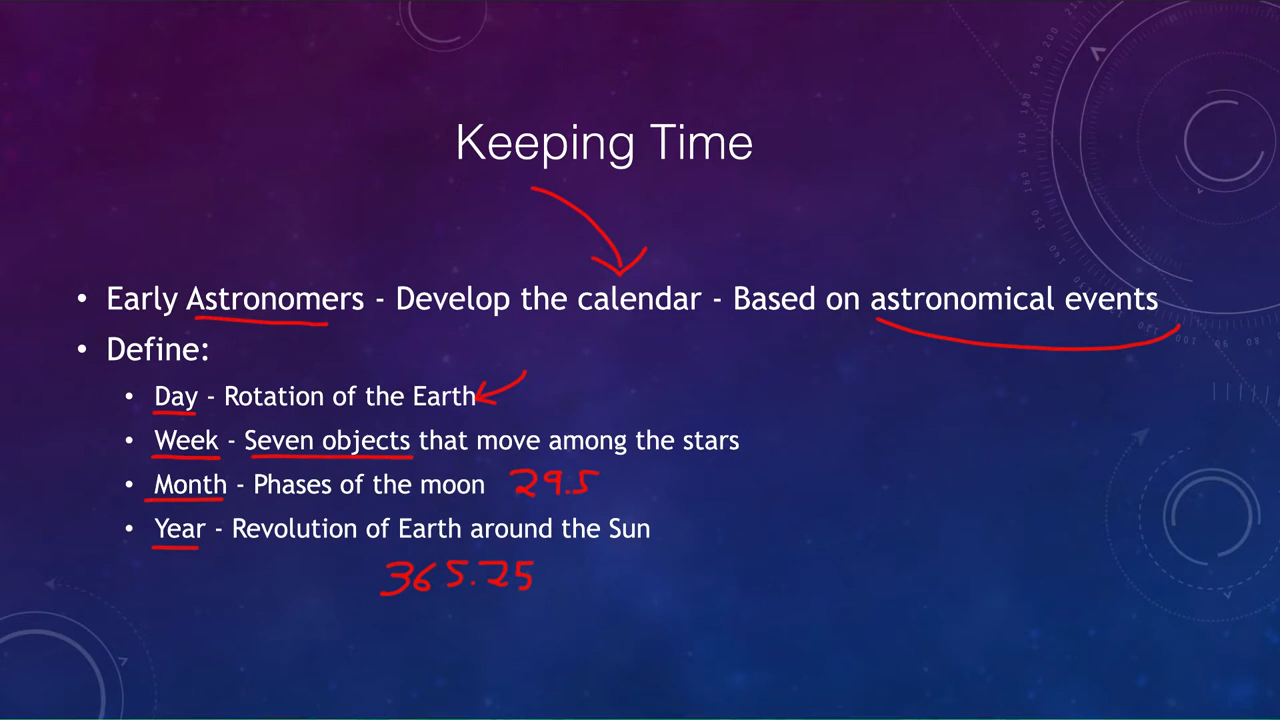 Keeping Time
• Early Astronomers - Develop the calendar - Based on astronomical events
• Define:
• Day - Rotation of the Earth
• Week - Seven objects that move among the stars
• Month - Phases of the moon 29.5
• Year - Revolution of Earth around the Sun
365.25